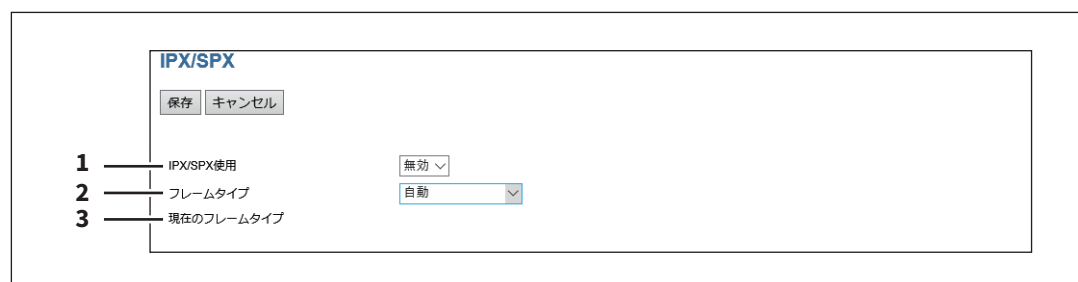 IPX/SPX
保存 キャンセル
1 IPX/SPX使用 無効
2 フレームタイプ 自動
3 現在のフレームタイプ